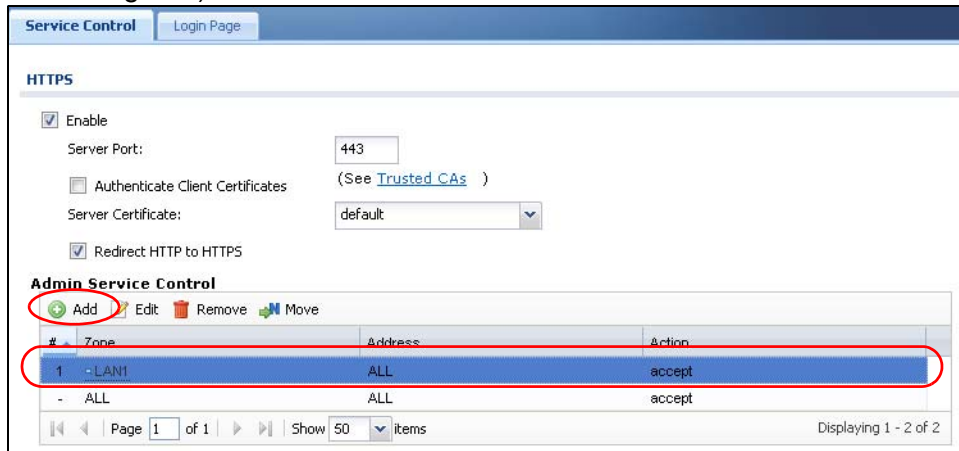 Service Control Login Page
HTTPS
Enable
Server Port: 443
Authenticate Client Certificates (See Trusted CAs )
Server Certificate: default
Redirect HTTP to HTTPS
Admin Service Control
Add Edit Remove Move
# Zone Address Action
1 LAN1 ALL accept
- ALL ALL accept
Page 1 of 1 Show 50 items Displaying 1 - 2 of 2